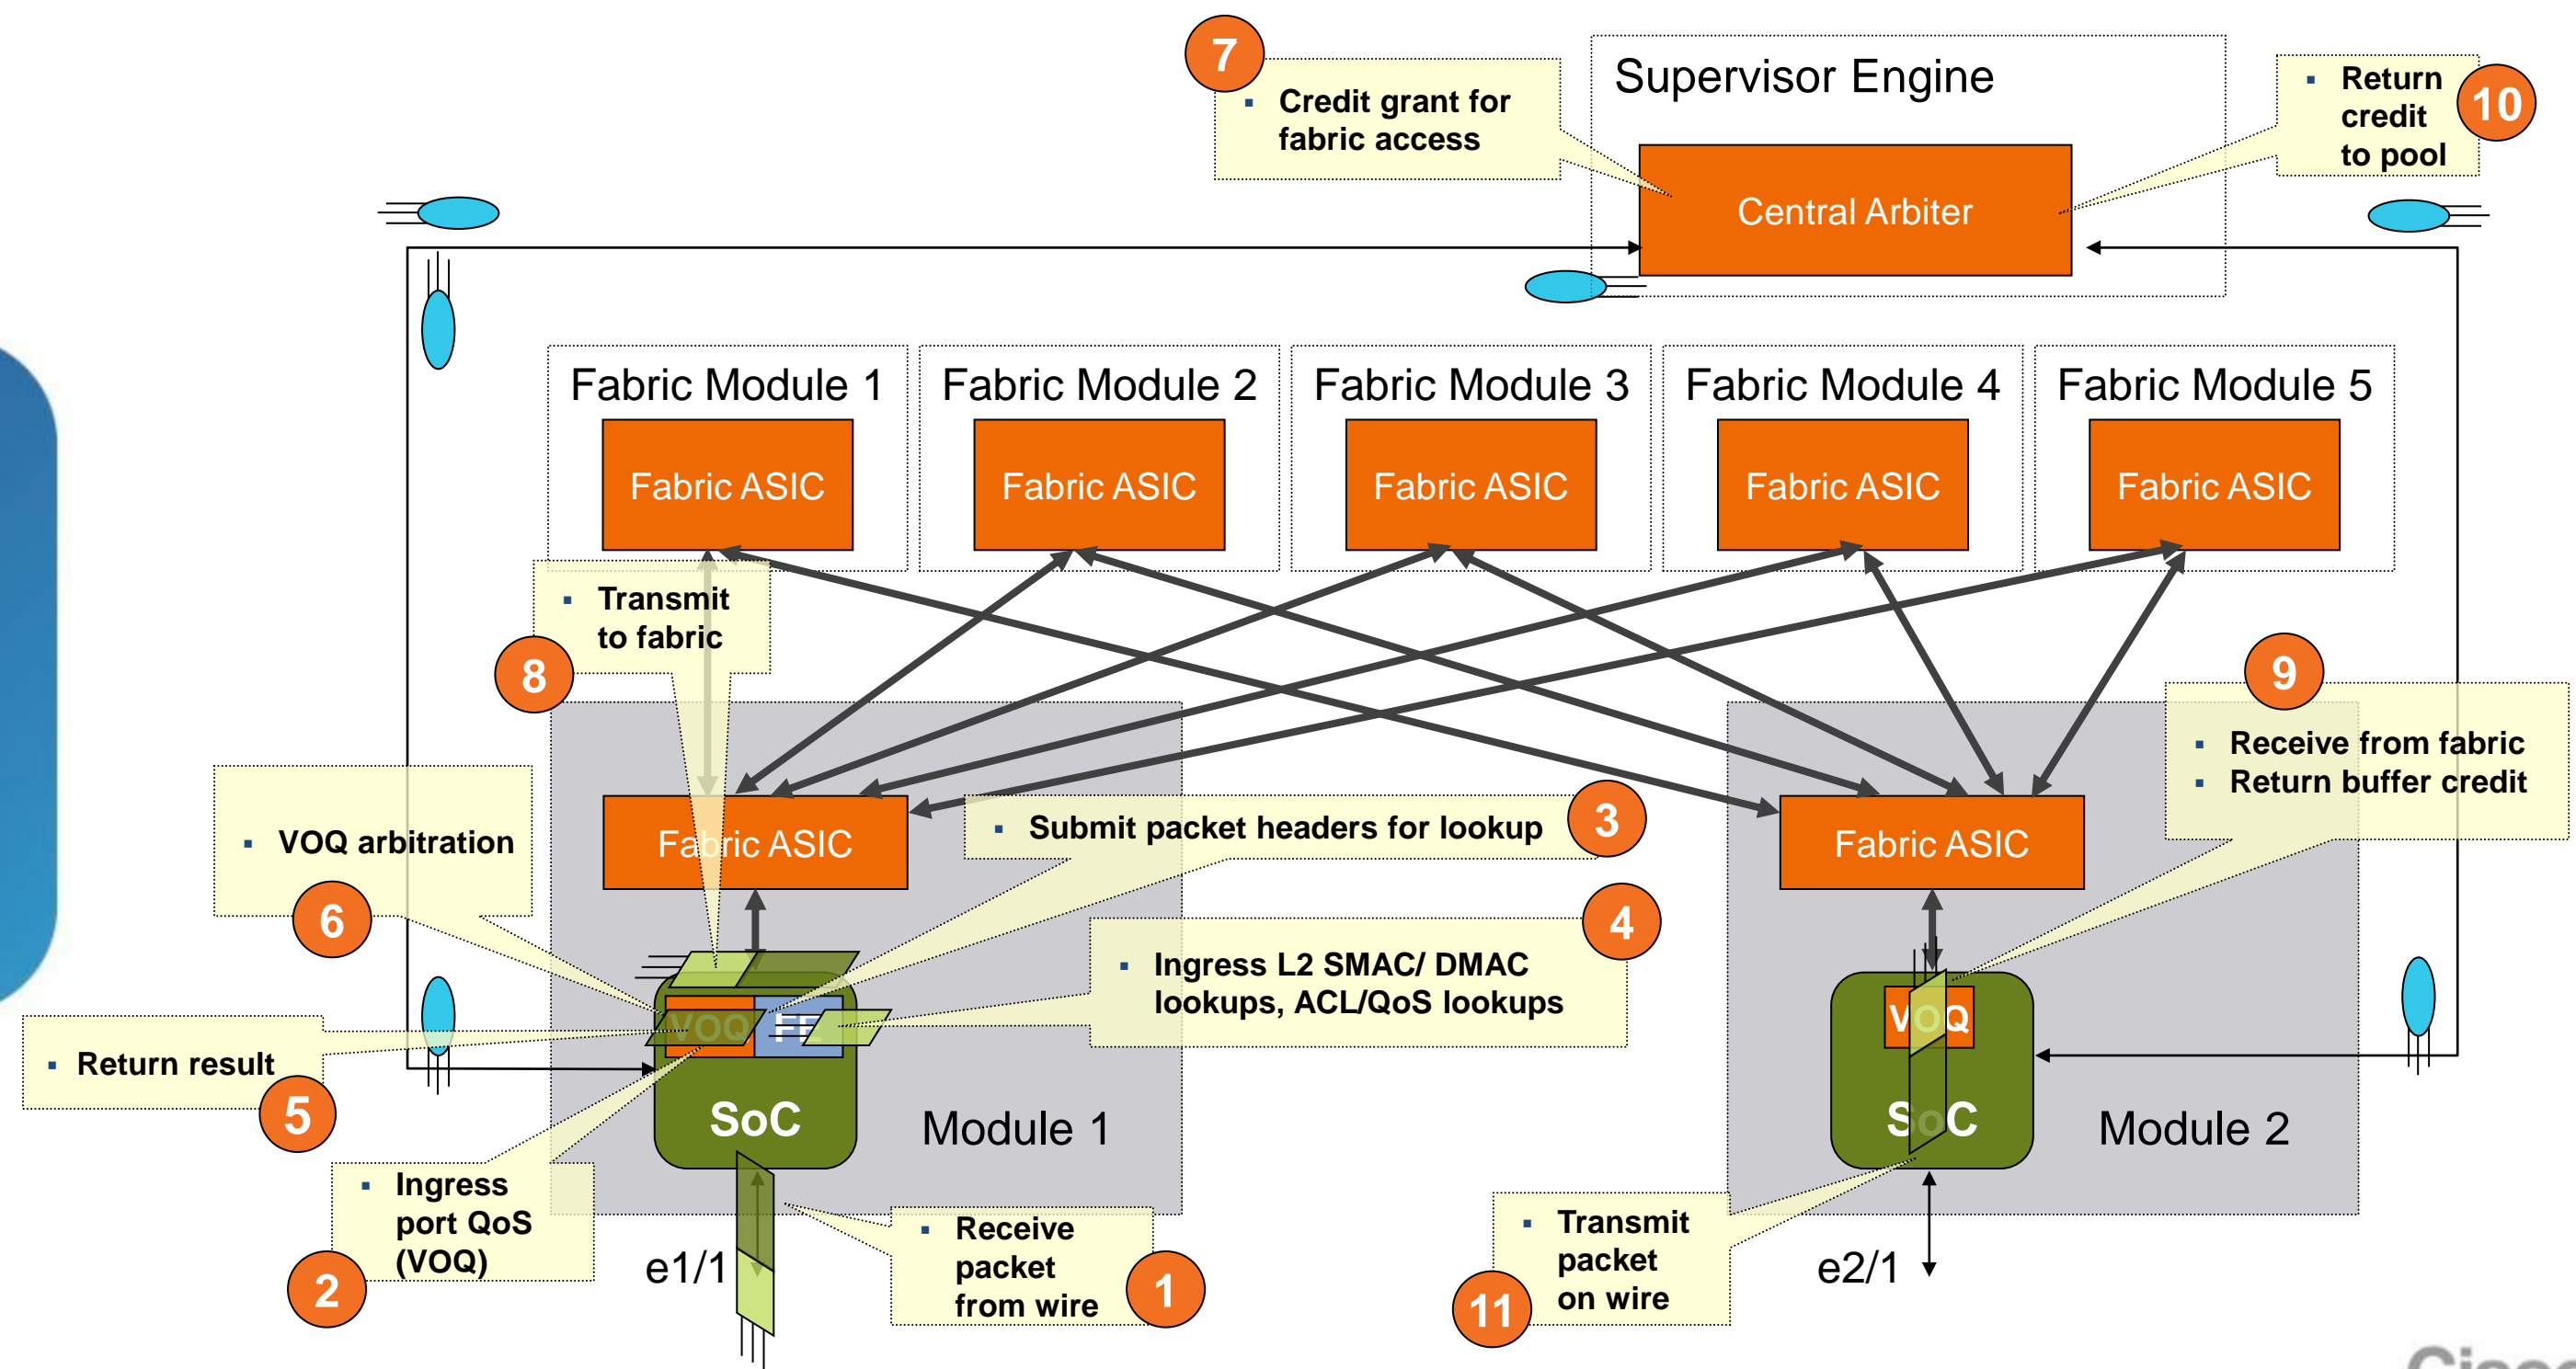 7
▪ Credit grant for
fabric access
Supervisor Engine
▪ Return
credit
to pool
10
Central Arbiter
Fabric Module 1
Fabric Module 2
Fabric Module 3
Fabric Module 4
Fabric Module 5
Fabric ASIC
Fabric ASIC
Fabric ASIC
Fabric ASIC
Fabric ASIC
▪ Transmit
to fabric
8
9
▪ Receive from fabric
▪ Return buffer credit
▪ VOQ arbitration
6
Fabric ASIC
▪ Submit packet headers for lookup
3
Fabric ASIC
4
▪ Ingress L2 SMAC/ DMAC
lookups, ACL/QoS lookups
VOQ
FE
VOQ
▪ Return result
5
SoC
Module 1
SoC
Module 2
▪ Ingress
port QoS
(VOQ)
2
e1/1
▪ Receive
packet
from wire
1
▪ Transmit
packet
on wire
11
e2/1